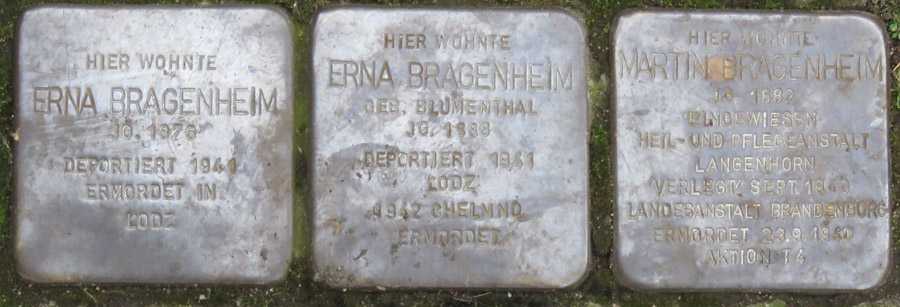 HIER WOHNTE
ERNA BRAGENHEIM
JG. 1876
DEPORTIERT 1941
ERMORDET IN
LODZ
HIER WOHNTE
ERNA BRAGENHEIM
GEB. BLUMENTHAL
JG. 1888
DEPORTIERT 1941
LODZ
1942 CHELMNO
ERMORDET
HIER WOHNTE
MARTIN BRAGENHEIM
JG. 1882
EINGEWIESEN
HEIL- UND PFLEGEANSTALT
LANGENHORN
VERLEGT SEPT. 1940
LANDESANSTALT BRANDENBURG
ERMORDET 23.9.1940
AKTION T4